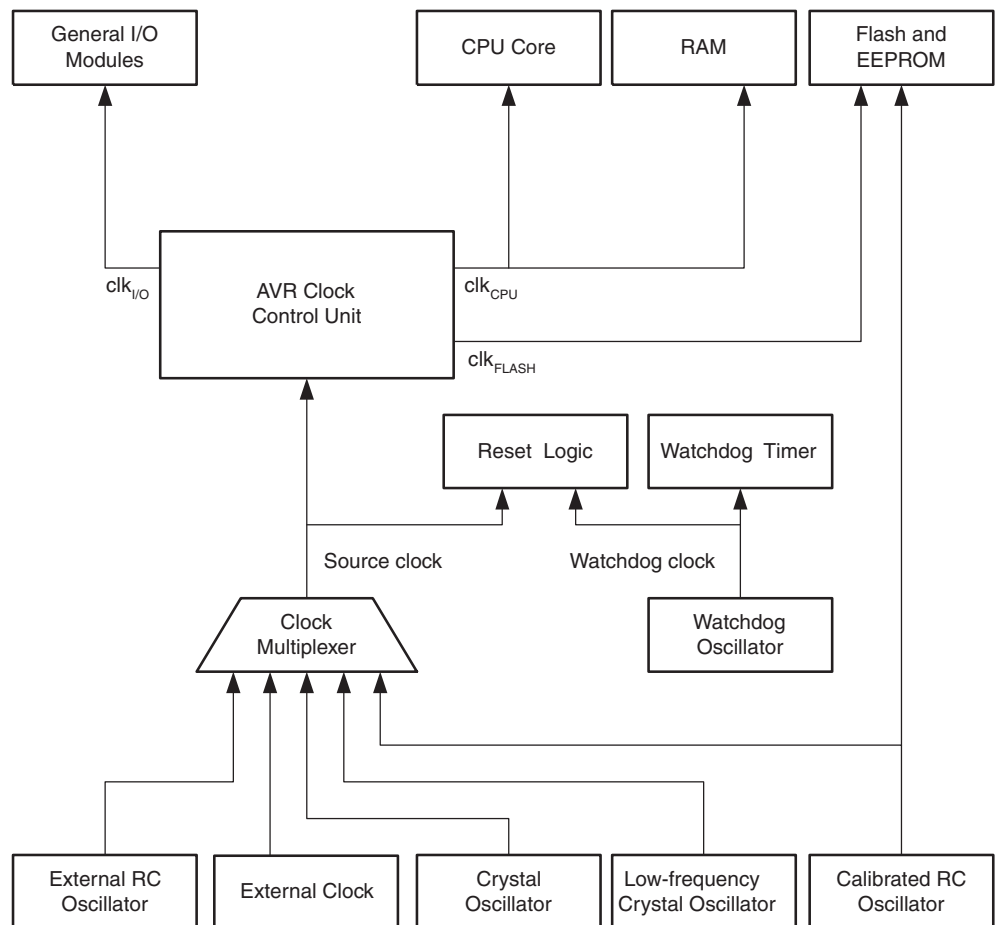 General I/O
Modules
CPU Core
RAM
Flash and
EEPROM
clkI/O
AVR Clock
Control Unit
clkCPU
clkFLASH
Reset Logic
Watchdog Timer
Source clock
Watchdog clock
Clock
Multiplexer
Watchdog
Oscillator
External RC
Oscillator
External Clock
Crystal
Oscillator
Low-frequency
Crystal Oscillator
Calibrated RC
Oscillator